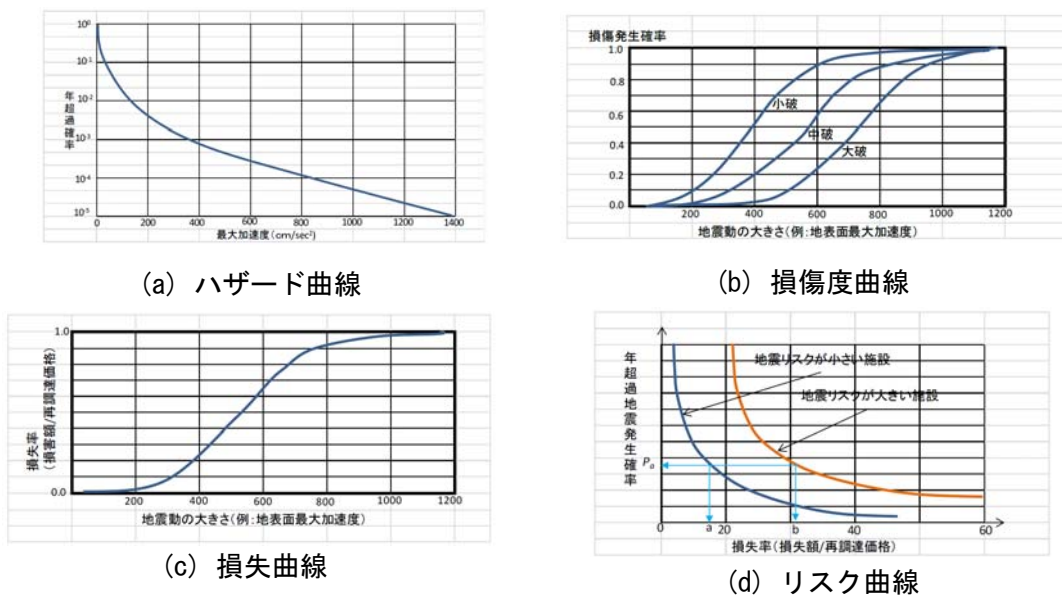 10⁰
10⁻¹
10⁻²
10⁻³
10⁻⁴
10⁻⁵
年超過確率
0 200 400 600 800 1000 1200 1400
最大加速度(cm/sec²)
(a) ハザード曲線
損傷発生確率
1.0
0.8
0.6
0.4
0.2
0.0
小破
中破
大破
200 400 600 800 1000 1200
地震動の大きさ(例:地表面最大加速度)
(b) 損傷度曲線
1.0
0.0
損失率
(損害額/再調達価格)
200 400 600 800 1000 1200
地震動の大きさ(例:地表面最大加速度)
(c) 損失曲線
年超過地震発生確率
地震リスクが小さい施設
地震リスクが大きい施設
Pa
0 a 20 b 40 60
損失率(損失額/再調達価格)
(d) リスク曲線